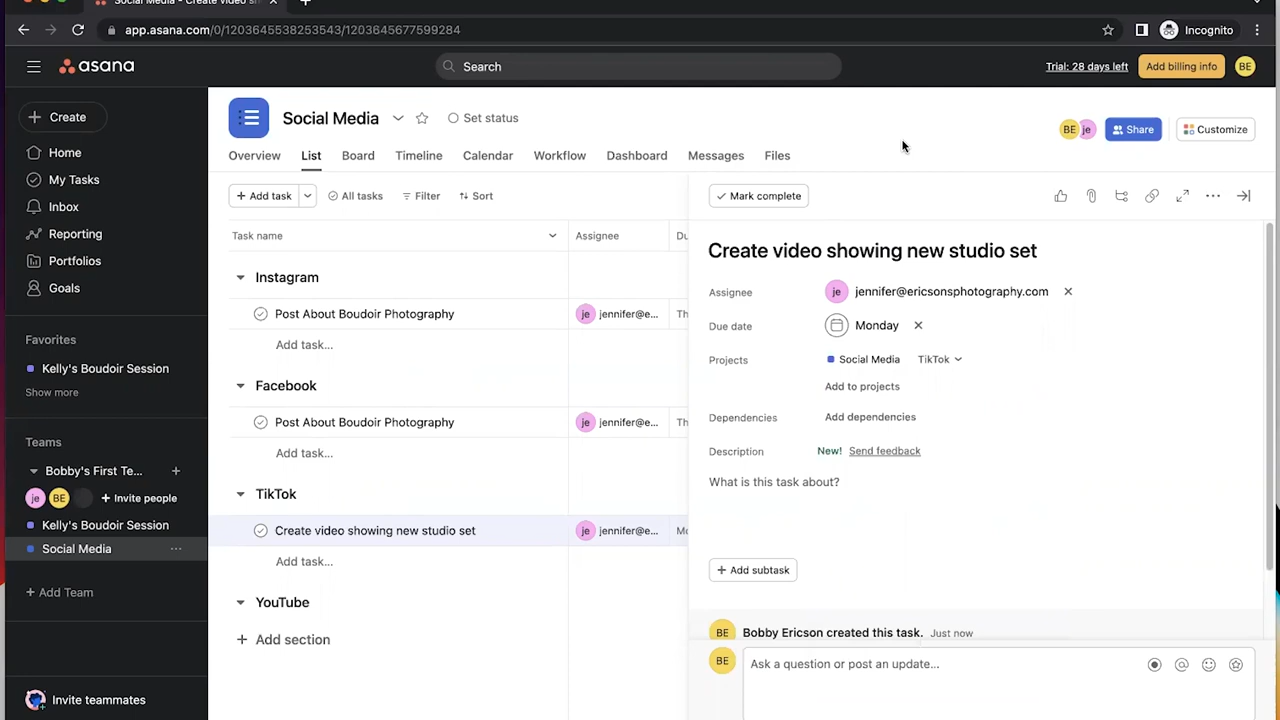 Social Media - Create video sh
app.asana.com/0/1203645538253543/1203645677599284
Incognito
asana
Search
Trial: 28 days left
Add billing info
BE
Create
Home
My Tasks
Inbox
Reporting
Portfolios
Goals
Favorites
Kelly's Boudoir Session
Show more
Teams
Bobby's First Te...
je BE Invite people
Kelly's Boudoir Session
Social Media
+ Add Team
Invite teammates
Social Media
Set status
BE je
Share
Customize
Overview List Board Timeline Calendar Workflow Dashboard Messages Files
+ Add task
All tasks
Filter
Sort
Task name Assignee Du
Instagram
Post About Boudoir Photography je jennifer@e... Th
Add task...
Facebook
Post About Boudoir Photography je jennifer@e... Th
Add task...
TikTok
Create video showing new studio set je jennifer@e... Mo
Add task...
YouTube
+ Add section
Mark complete
Create video showing new studio set
Assignee je jennifer@ericsonsphotography.com
Due date Monday
Projects Social Media TikTok
Add to projects
Dependencies Add dependencies
Description New! Send feedback
What is this task about?
+ Add subtask
BE Bobby Ericson created this task. Just now
BE Ask a question or post an update...